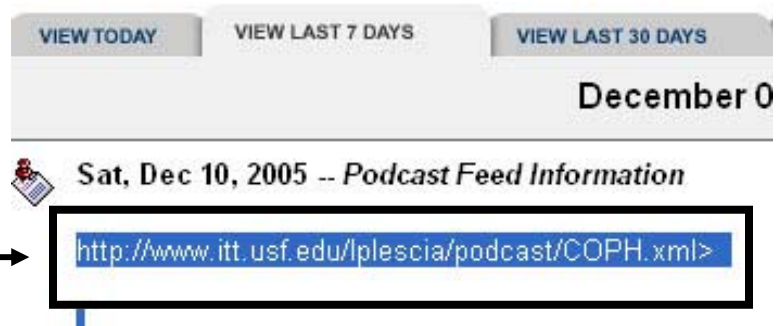 VIEW TODAY VIEW LAST 7 DAYS VIEW LAST 30 DAYS
December 0
Sat, Dec 10, 2005 -- Podcast Feed Information
http://www.itt.usf.edu/lplescia/podcast/COPH.xml>